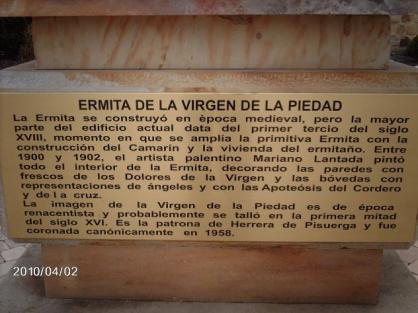 ERMITA DE LA VIRGEN DE LA PIEDAD
La Ermita se construyó en època medieval, pero la mayor
parte del edificio actual data del primer tercio del siglo
XVIII, momento en que se amplia la primitiva Ermita con la
construcción del Camarín y la vivienda del ermitaño. Entre
1900 y 1902, el artista palentino Mariano Lantada pintó
todo el interior de la Ermita, decorando las paredes con
frescos de los Dolores de la Virgen y las bóvedas con
representaciones de ángeles y con las Apoteósis del Cordero
y de l a cruz.
La imagen de la Virgen de la Piedad es de época
renacentista y probablemente se talló en la primera mitad
del siglo XVI. Es la patrona de Herrera de Pisuerga y fue
coronada canónicamente en 1958.
2010/04/02